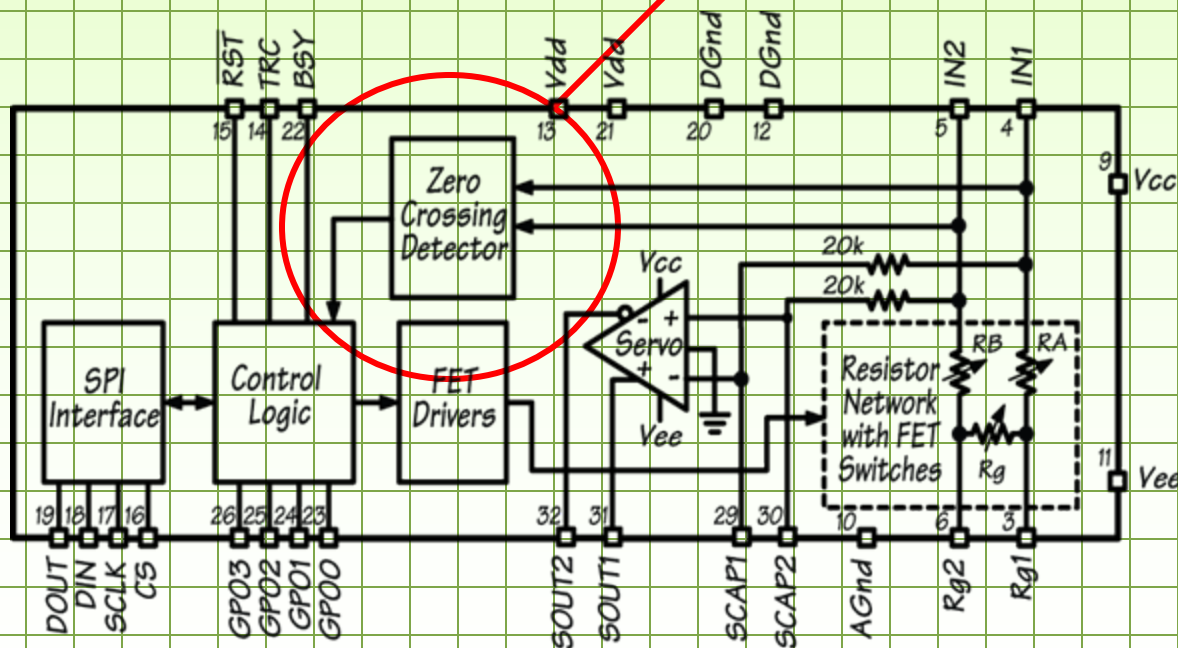 RST
TRC
BSY
Vdd
Vdd
DGnd
DGnd
IN2
IN1
15
14
22
13
21
20
12
5
4
9
Vcc
Zero
Crossing
Detector
20k
20k
Vcc
- +
Servo
+ -
Vee
SPI
Interface
Control
Logic
FET
Drivers
RB
RA
Resistor
Network
with FET
Switches
Rg
11
Vee
19
18
17
16
26
25
24
23
32
31
29
30
10
6
3
DOUT
DIN
SCLK
CS
GPO3
GPO2
GPO1
GPO0
SOUT2
SOUT1
SCAP1
SCAP2
AGnd
Rg2
Rg1